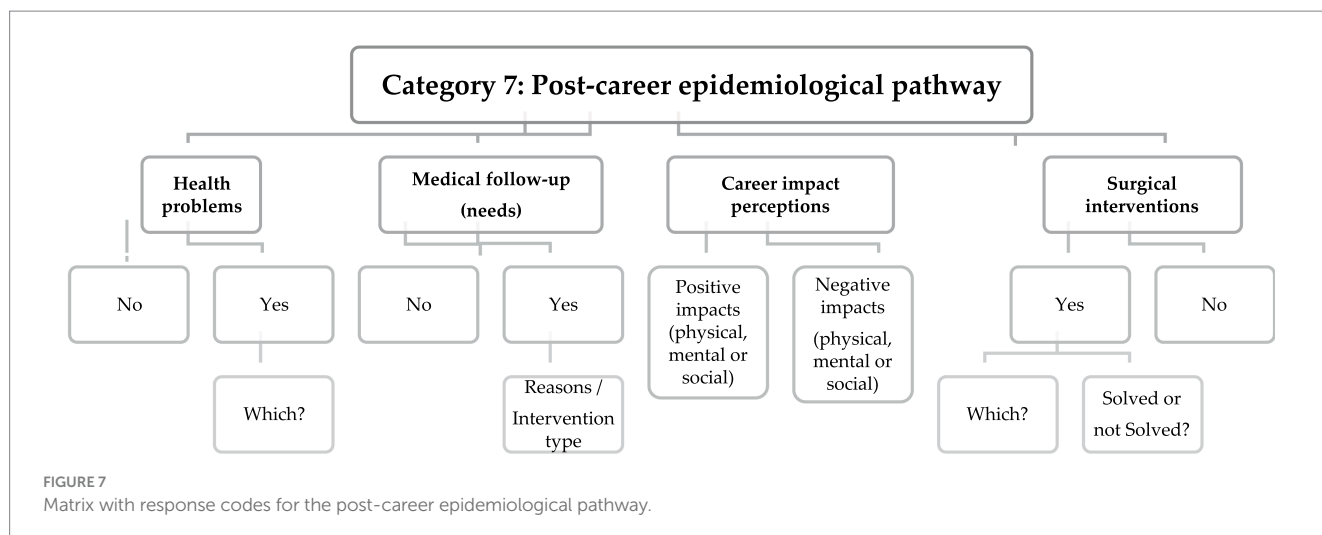 Category 7: Post-career epidemiological pathway
Health
problems
Medical follow-up
(needs)
Career impact
perceptions
Surgical
interventions
No
Yes
No
Yes
Positive
impacts
(physical,
mental or
social)
Negative
impacts
(physical,
mental or
social)
Yes
No
Which?
Reasons /
Intervention
type
Which?
Solved or
not Solved?
FIGURE 7
Matrix with response codes for the post-career epidemiological pathway.